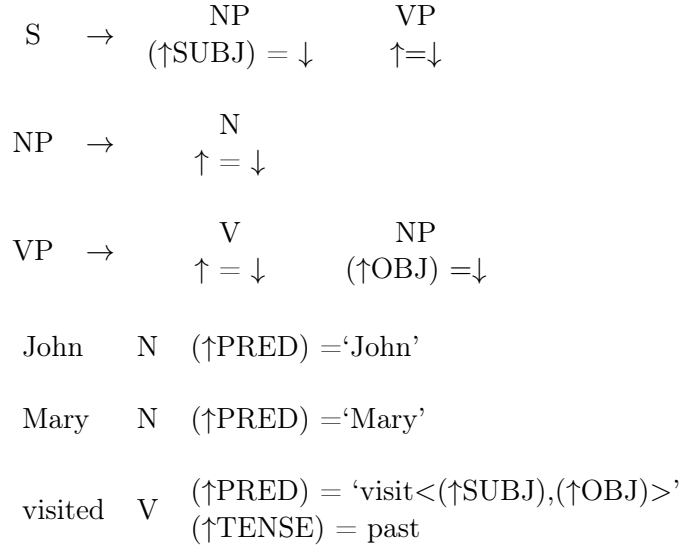 NP VP
S → (↑SUBJ) = ↓ ↑=↓
N
NP → ↑ = ↓
V NP
VP → ↑ = ↓ (↑OBJ) =↓
John N (↑PRED) =‘John’
Mary N (↑PRED) =‘Mary’
visited V (↑PRED) = ‘visit<(↑SUBJ),(↑OBJ)>’
(↑TENSE) = past